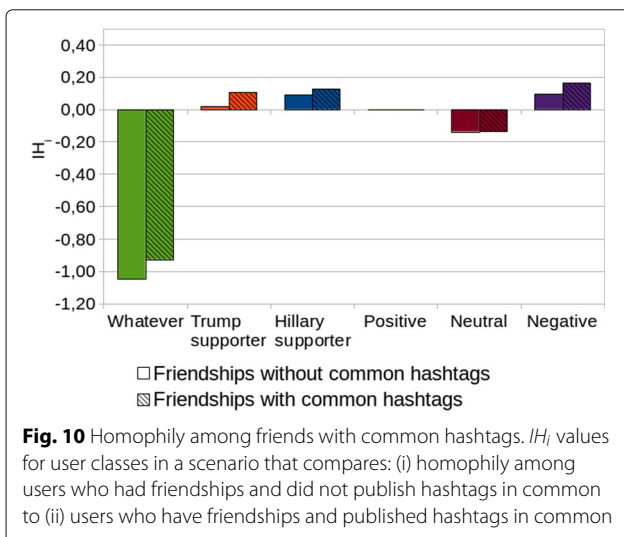 0,40
0,20
0,00
-0,20
-0,40
-0,60
-0,80
-1,00
-1,20
IHi
Whatever Trump supporter Hillary supporter Positive Neutral Negative
Friendships without common hashtags
Friendships with common hashtags
Fig. 10 Homophily among friends with common hashtags. IHi values
for user classes in a scenario that compares: (i) homophily among
users who had friendships and did not publish hashtags in common
to (ii) users who have friendships and published hashtags in common